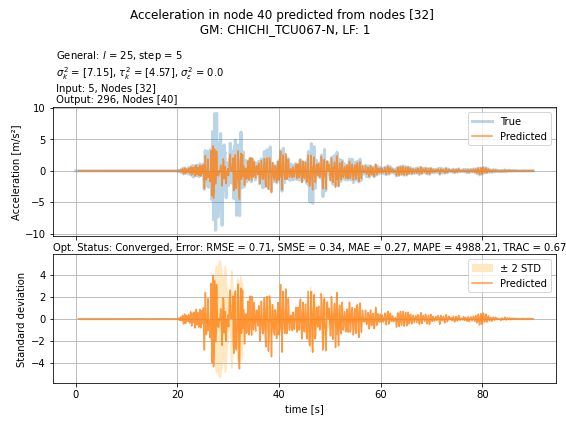 Acceleration in node 40 predicted from nodes [32]
GM: CHICHI_TCU067-N, LF: 1
General: l = 25, step = 5
σ²ₖ = [7.15], τ²ₖ = [4.57], σ²ε = 0.0
Input: 5, Nodes [32]
Output: 296, Nodes [40]
10
5
0
−5
−10
Acceleration [m/s²]
True
Predicted
Opt. Status: Converged, Error: RMSE = 0.71, SMSE = 0.34, MAE = 0.27, MAPE = 4988.21, TRAC = 0.67
4
2
0
−2
−4
Standard deviation
± 2 STD
Predicted
0 20 40 60 80
time [s]